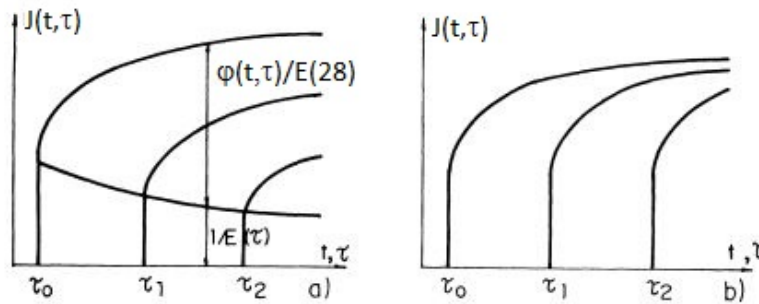 J(t,τ)
φ(t,τ)/E(28)
1/E (τ)
t,τ
τ₀ τ₁ τ₂ a)
J(t,τ)
t ,τ
τ₀ τ₁ τ₂ b)